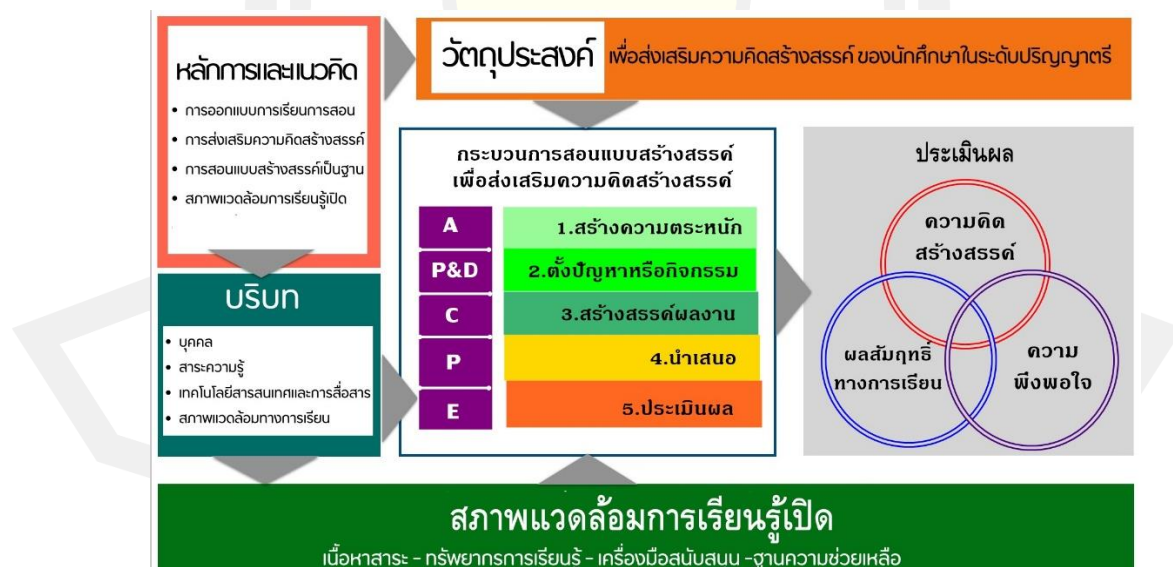 หลักการและแนวคิด
• การออกแบบการเรียนการสอน
• การส่งเสริมความคิดสร้างสรรค์
• การสอนแบบสร้างสรรค์เป็นฐาน
• สภาพแวดล้อมการเรียนรู้เปิด
วัตถุประสงค์ เพื่อส่งเสริมความคิดสร้างสรรค์ ของนักศึกษาในระดับปริญญาตรี
บริบท
• บุคคล
• สาระความรู้
• เทคโนโลยีสารสนเทศและการสื่อสาร
• สภาพแวดล้อมทางการเรียน
กระบวนการสอนแบบสร้างสรรค์
เพื่อส่งเสริมความคิดสร้างสรรค์
A 1.สร้างความตระหนัก
P&D 2.ตั้งปัญหาหรือกิจกรรม
C 3.สร้างสรรค์ผลงาน
P 4.นำเสนอ
E 5.ประเมินผล
ประเมินผล
ความคิด
สร้างสรรค์
ผลสัมฤทธิ์
ทางการเรียน
ความ
พึงพอใจ
สภาพแวดล้อมการเรียนรู้เปิด
เนื้อหาสาระ - ทรัพยากรการเรียนรู้ - เครื่องมือสนับสนุน -ฐานความช่วยเหลือ